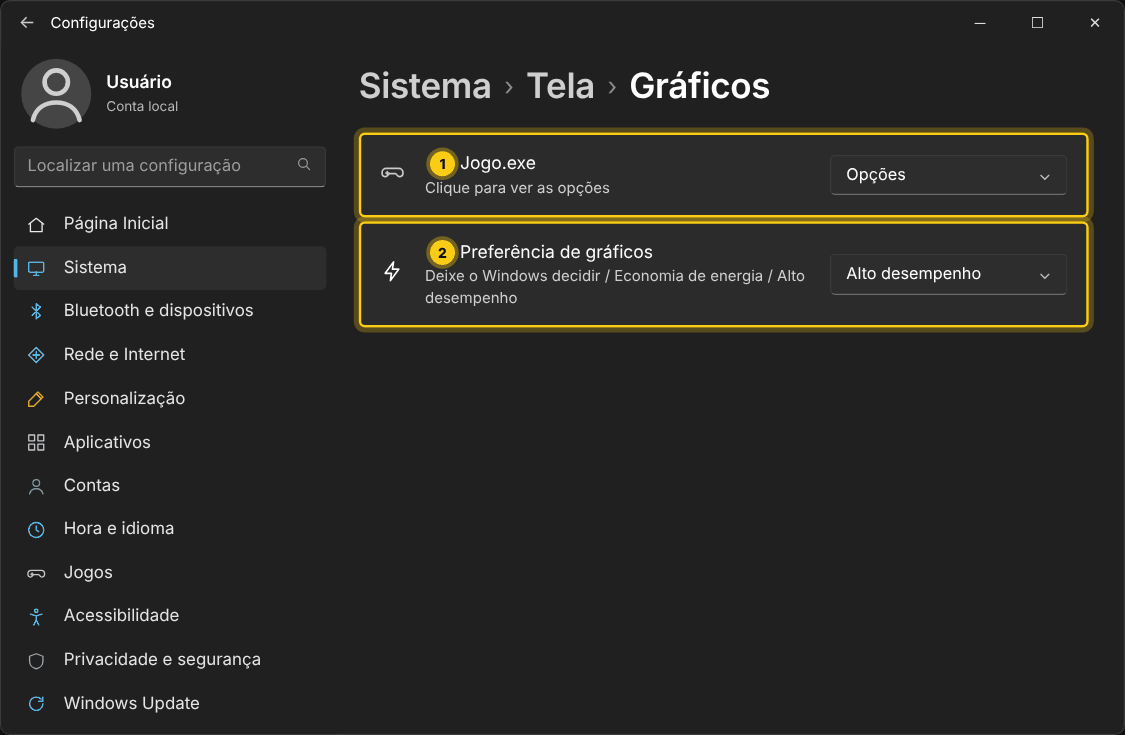 Configurações
Usuário
Conta local
Localizar uma configuração
Página Inicial
Sistema
Bluetooth e dispositivos
Rede e Internet
Personalização
Aplicativos
Contas
Hora e idioma
Jogos
Acessibilidade
Privacidade e segurança
Windows Update
Sistema › Tela › Gráficos
1 Jogo.exe
Clique para ver as opções
Opções
2 Preferência de gráficos
Deixe o Windows decidir / Economia de energia / Alto
desempenho
Alto desempenho